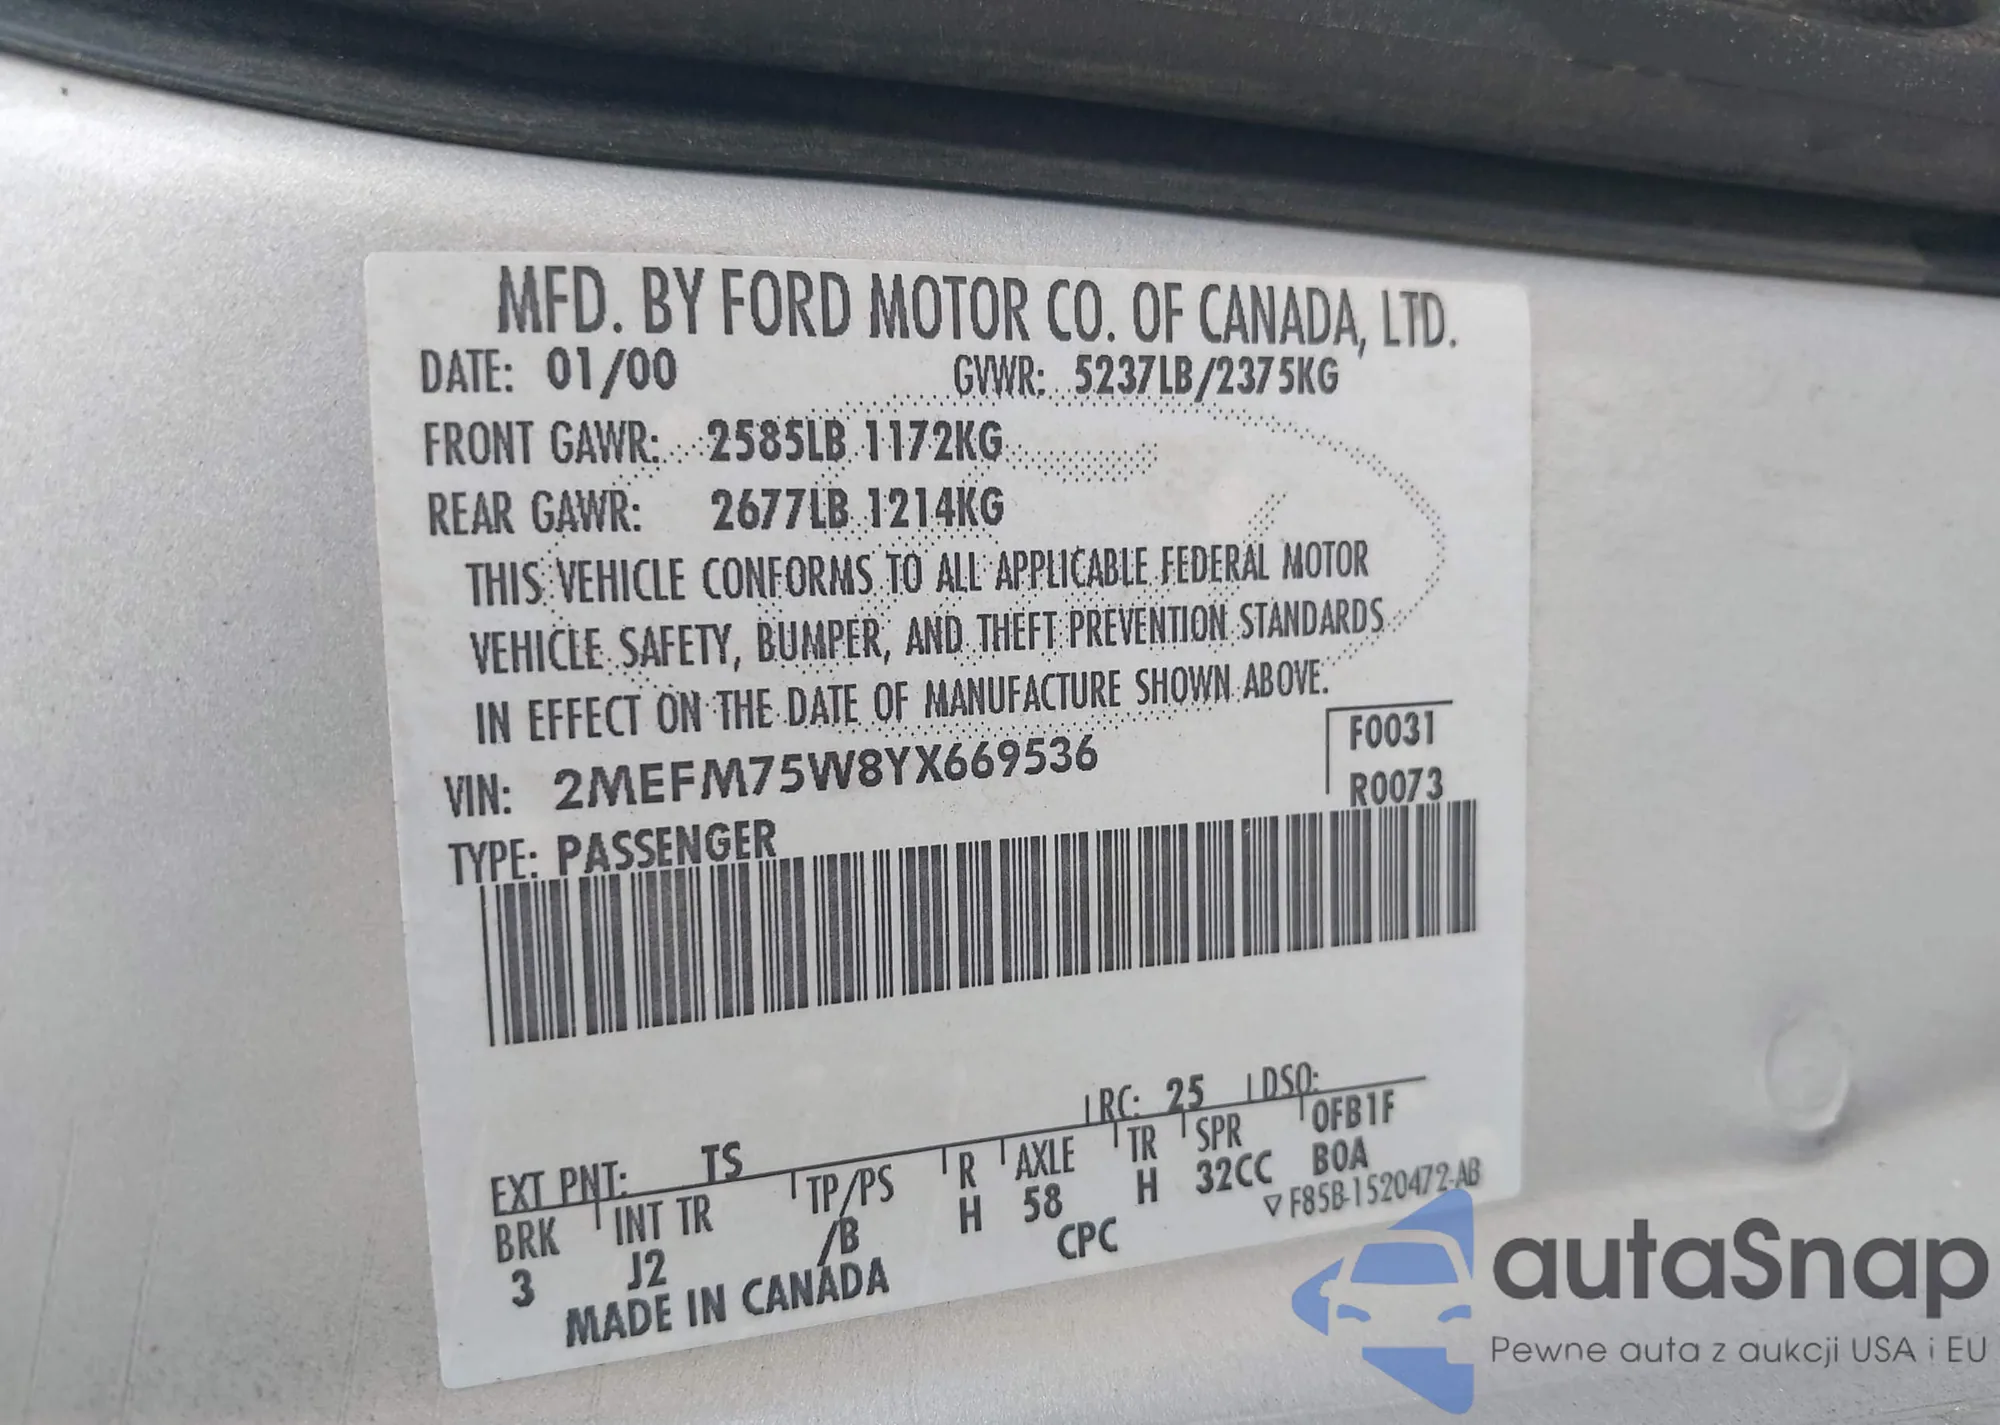 MFD. BY FORD MOTOR CO. OF CANADA, LTD.
DATE: 01/00 GVWR: 5237LB/2375KG
FRONT GAWR: 2585LB 1172KG
REAR GAWR: 2677LB 1214KG
THIS VEHICLE CONFORMS TO ALL APPLICABLE FEDERAL MOTOR
VEHICLE SAFETY, BUMPER, AND THEFT PREVENTION STANDARDS
IN EFFECT ON THE DATE OF MANUFACTURE SHOWN ABOVE.
VIN: 2MEFM75W8YX669536
F0031
R0073
TYPE: PASSENGER
EXT PNT: TS RC: 25 DSO:
BRK INT TR TP/PS R AXLE TR SPR 0FB1F
3 J2 /B H 58 H 32CC B0A
MADE IN CANADA CPC ▽F85B-1520472-AB
autaSnap
Pewne auta z aukcji USA i EU